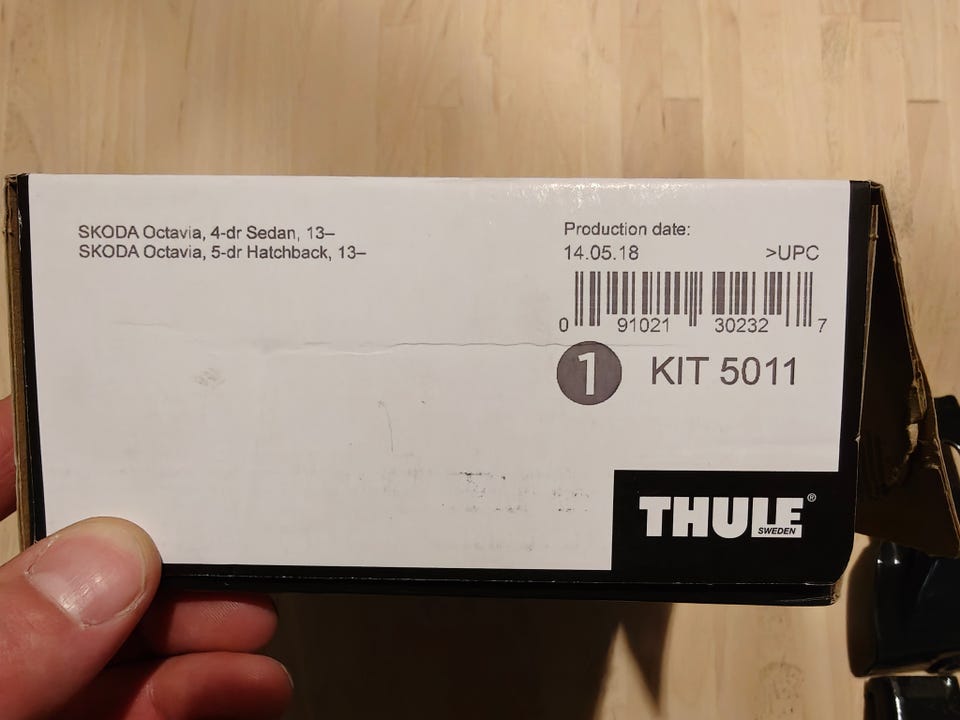 SKODA Octavia, 4-dr Sedan, 13–
SKODA Octavia, 5-dr Hatchback, 13–
Production date:
14.05.18 >UPC
0 91021 30232 7
1 KIT 5011
THULE®
SWEDEN